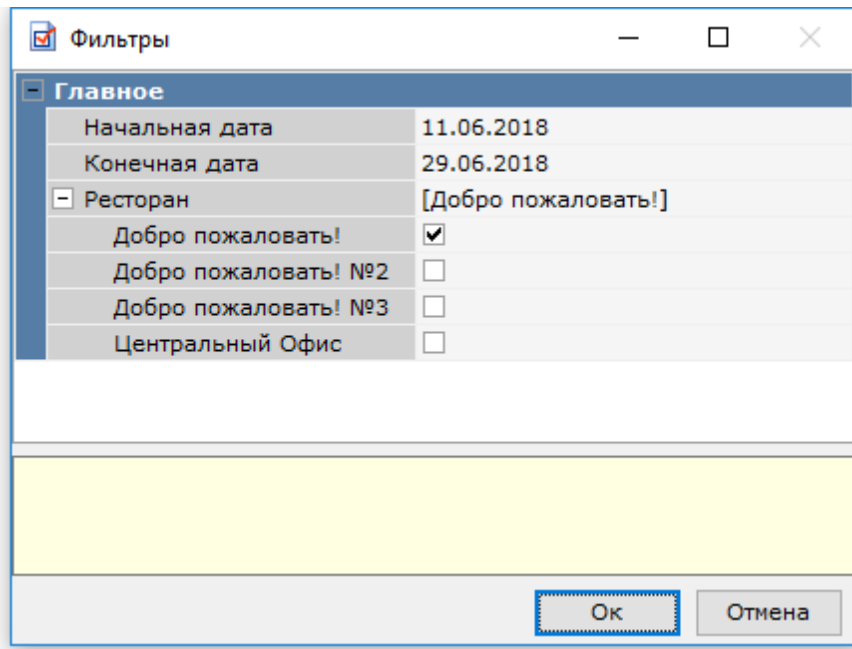 Фильтры
Главное
Начальная дата 11.06.2018
Конечная дата 29.06.2018
Ресторан [Добро пожаловать!]
Добро пожаловать!
Добро пожаловать! №2
Добро пожаловать! №3
Центральный Офис
Ок Отмена